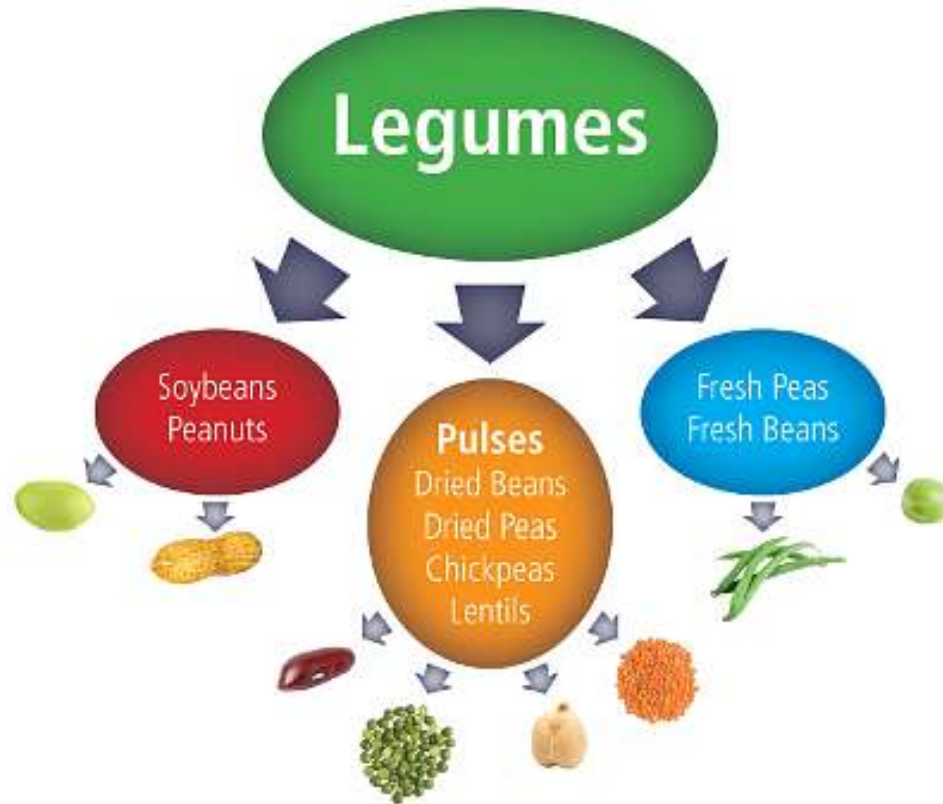 Legumes
Soybeans
Peanuts
Pulses
Dried Beans
Dried Peas
Chickpeas
Lentils
Fresh Peas
Fresh Beans